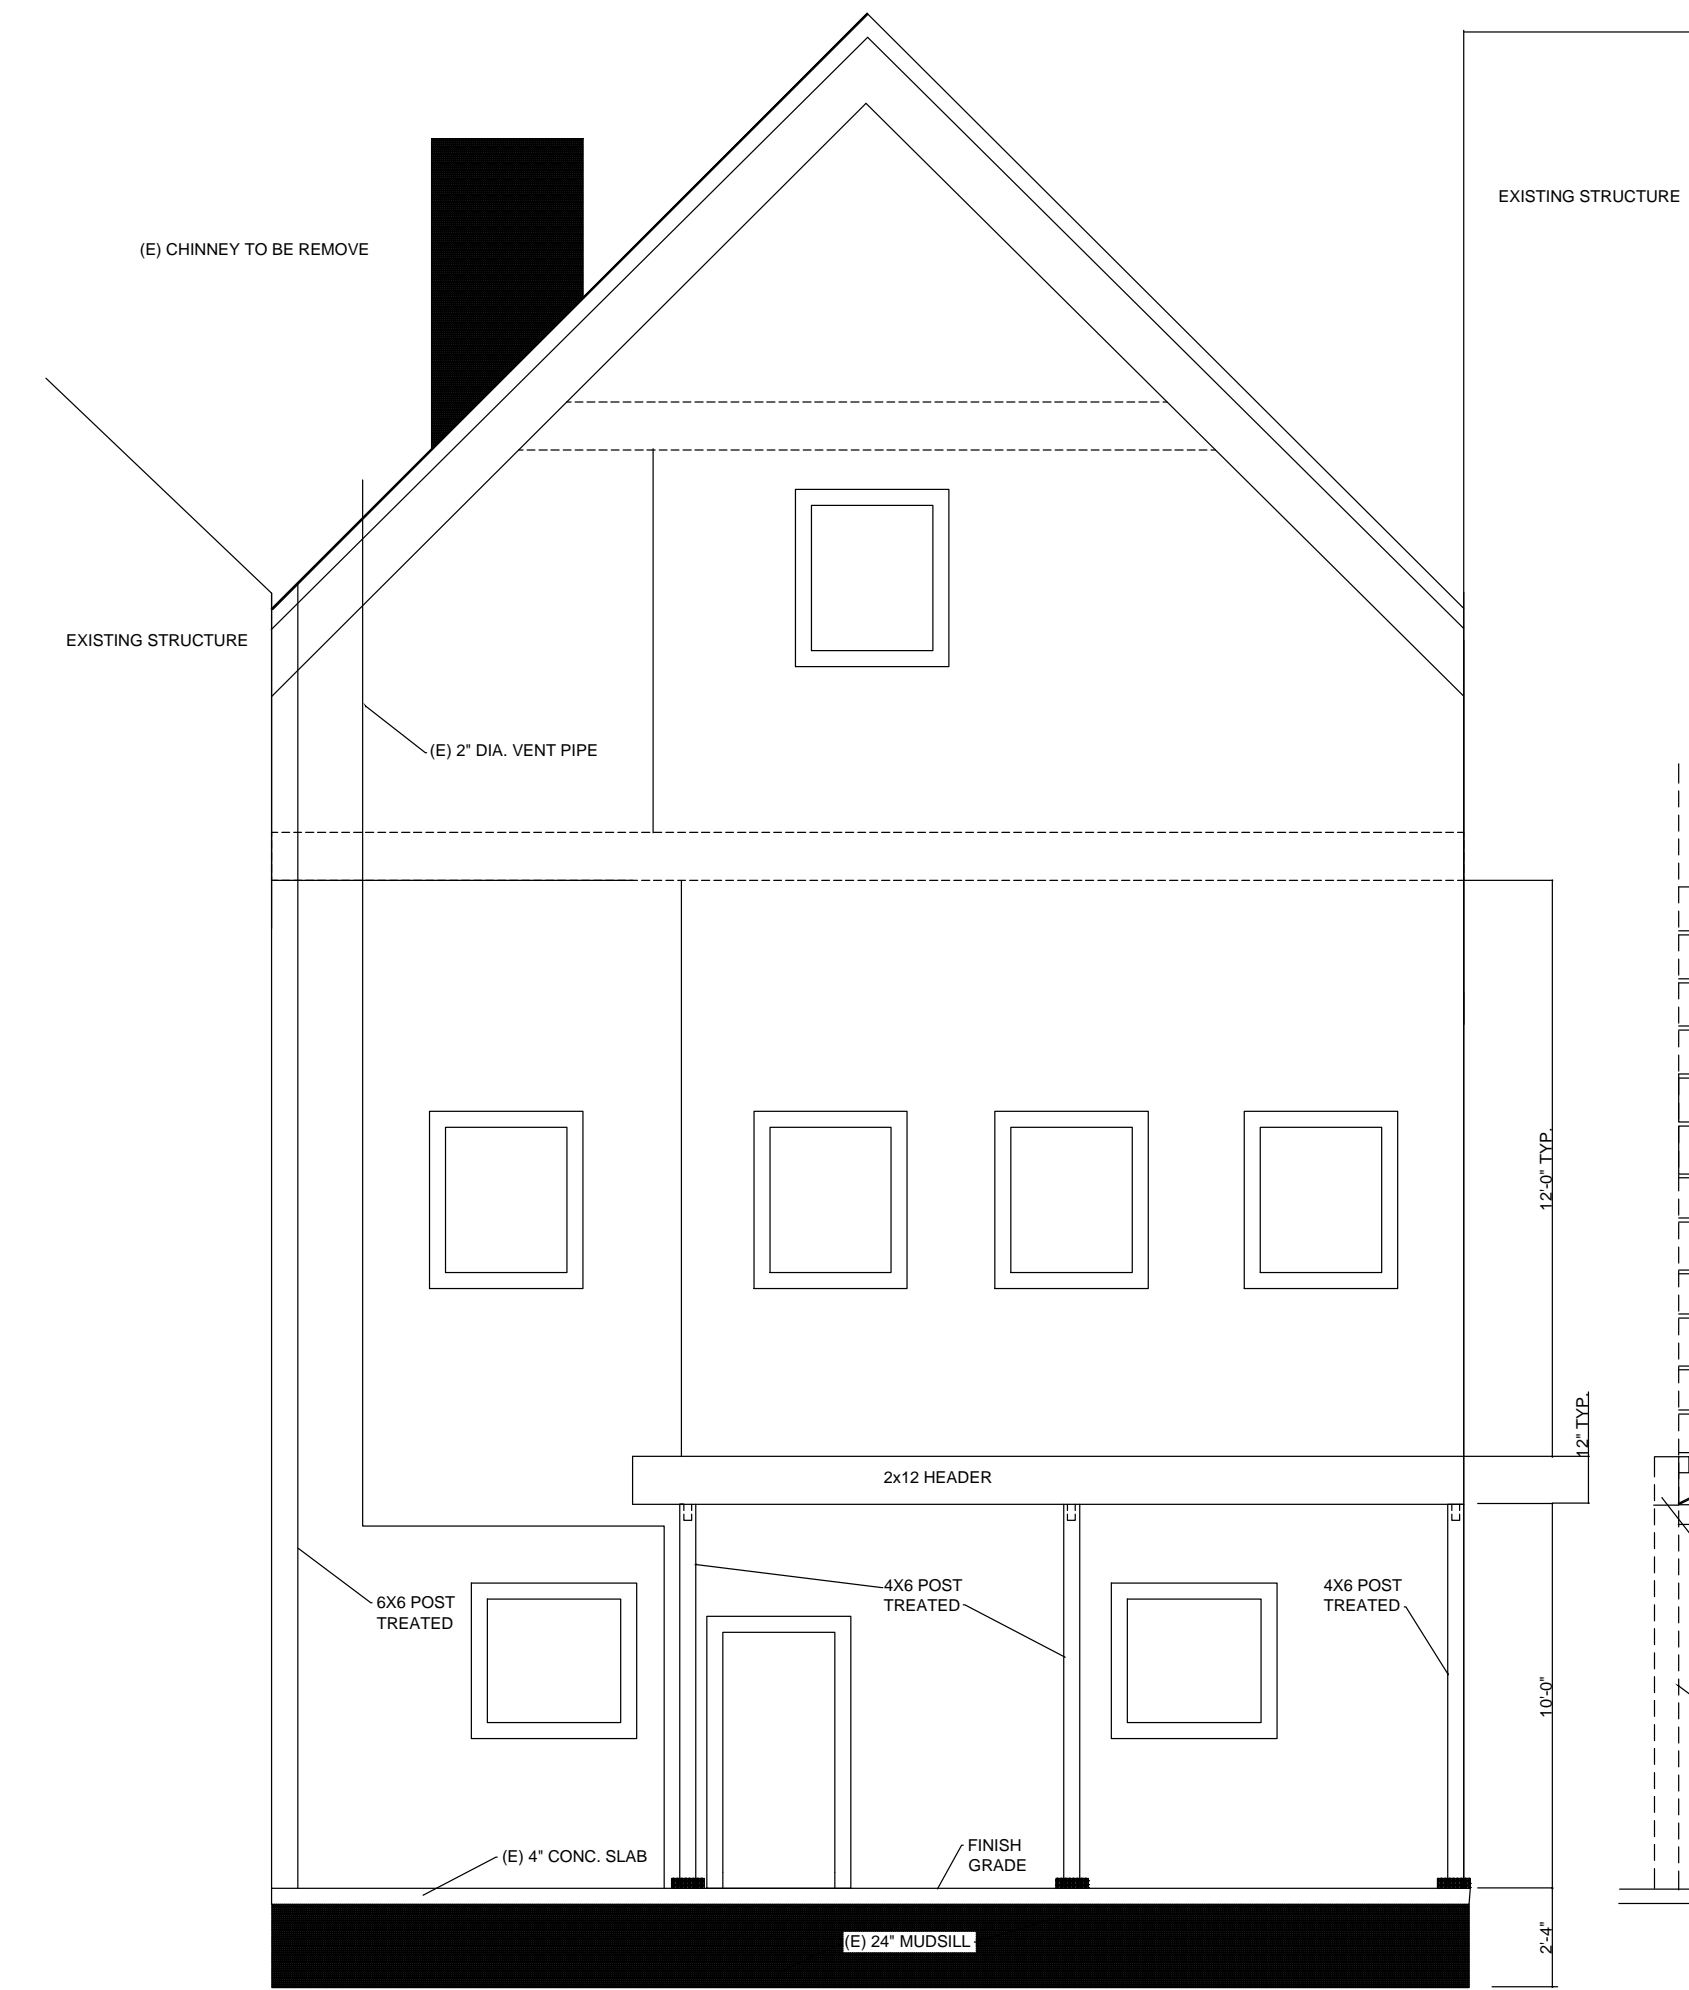 EXISTING STRUCTURE
(E) CHINNEY TO BE REMOVE
EXISTING STRUCTURE
(E) 2" DIA. VENT PIPE
12'-0" TYP.
12" TYP.
2x12 HEADER
6X6 POST
TREATED
4X6 POST
TREATED
4X6 POST
TREATED
10'-0"
(E) 4" CONC. SLAB
FINISH
GRADE
(E) 24" MUDSILL
2'-4"